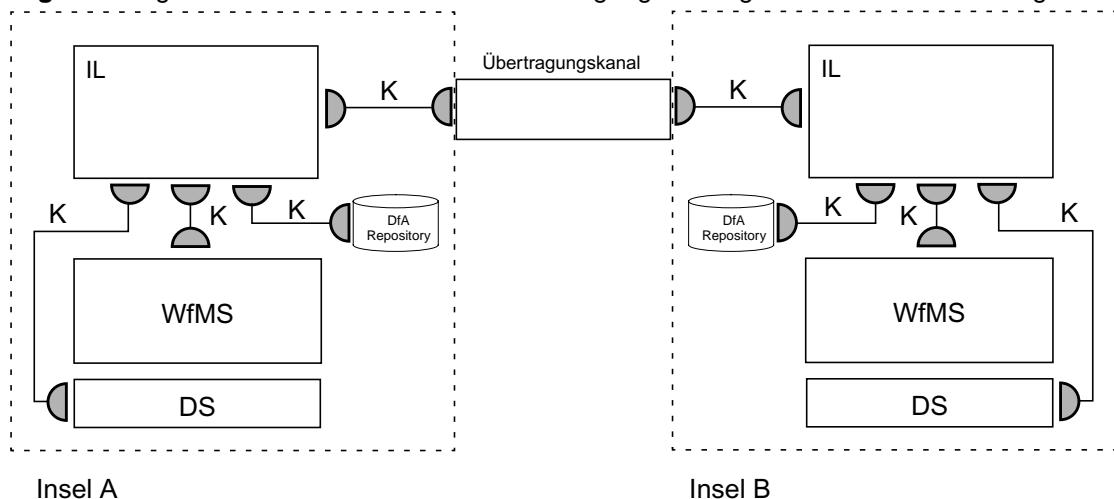 IL
K
Übertragungskanal
K
IL
K
K
K
DfA
Repository
DfA
Repository
K
K
K
WfMS
WfMS
DS
DS
Insel A
Insel B